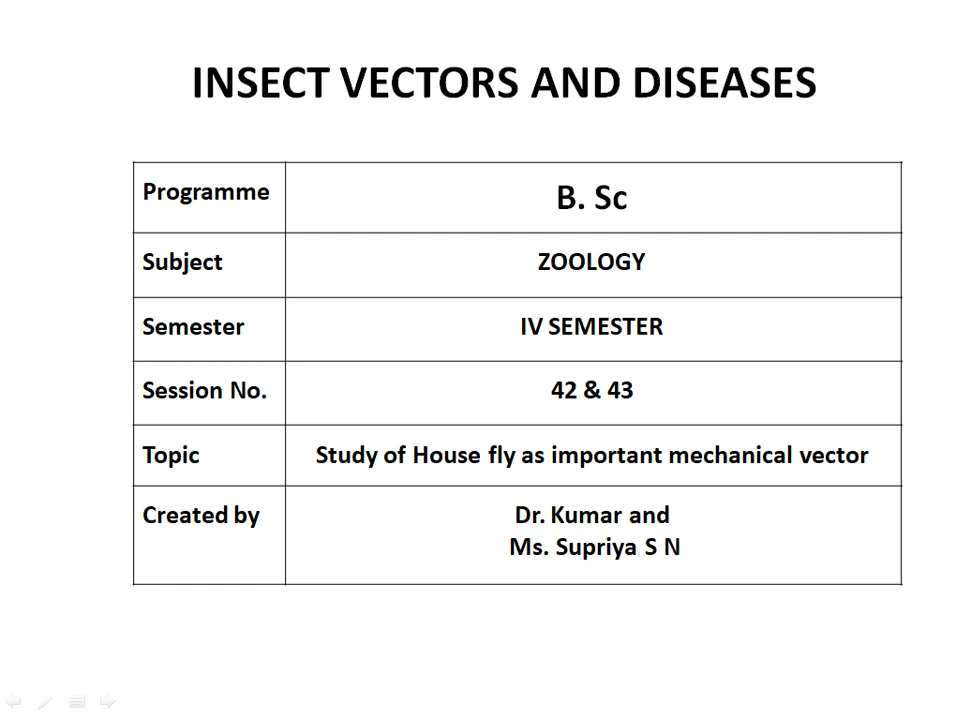 INSECT VECTORS AND DISEASES
Programme
B. Sc
Subject
ZOOLOGY
Semester
IV SEMESTER
Session No.
42 & 43
Topic
Study of House fly as important mechanical vector
Created by
Dr. Kumar and
Ms. Supriya S N